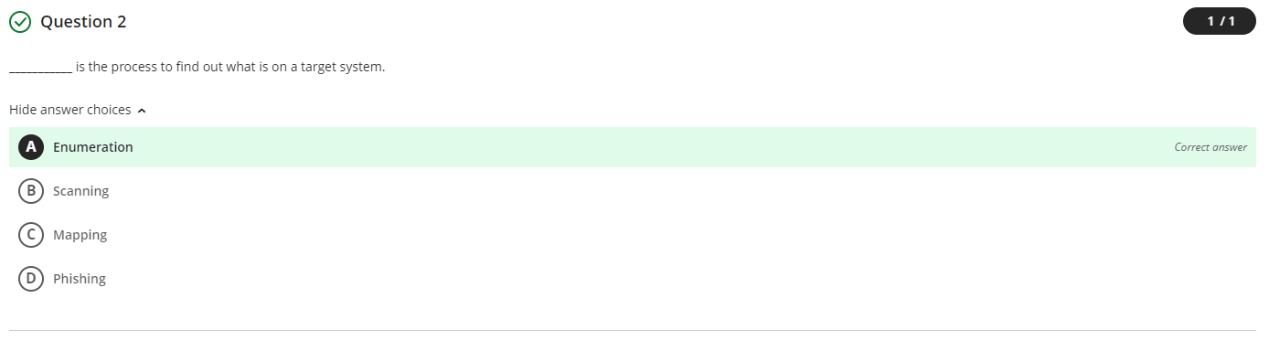 Question 2
1 / 1
___________ is the process to find out what is on a target system.
Hide answer choices
A Enumeration Correct answer
B Scanning
C Mapping
D Phishing